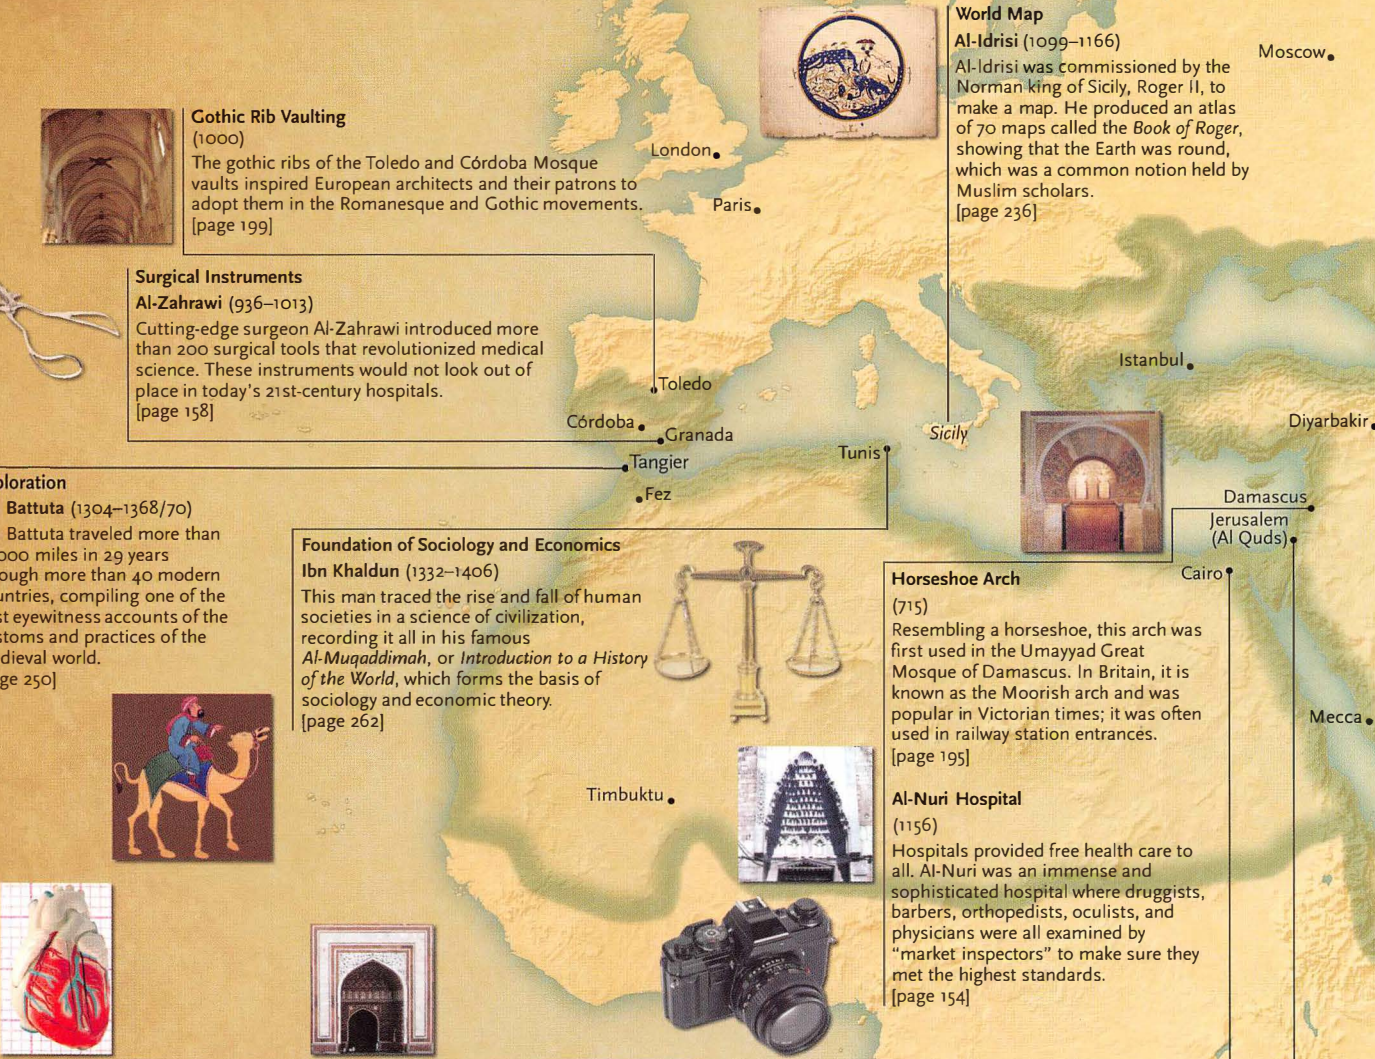 World Map
Al-Idrisi (1099–1166)
Al-Idrisi was commissioned by the
Norman king of Sicily, Roger II, to
make a map. He produced an atlas
of 70 maps called the Book of Roger,
showing that the Earth was round,
which was a common notion held by
Muslim scholars.
[page 236]
Moscow
Gothic Rib Vaulting
(1000)
The gothic ribs of the Toledo and Córdoba Mosque
vaults inspired European architects and their patrons to
adopt them in the Romanesque and Gothic movements.
[page 199]
London
Paris
Surgical Instruments
Al-Zahrawi (936–1013)
Cutting-edge surgeon Al-Zahrawi introduced more
than 200 surgical tools that revolutionized medical
science. These instruments would not look out of
place in today's 21st-century hospitals.
[page 158]
Istanbul
Toledo
Córdoba
Granada
Sicily
Diyarbakir
Tunis
Tangier
Fez
ploration
Battuta (1304–1368/70)
Battuta traveled more than
000 miles in 29 years
ough more than 40 modern
untries, compiling one of the
st eyewitness accounts of the
stoms and practices of the
dieval world.
ge 250]
Foundation of Sociology and Economics
Ibn Khaldun (1332–1406)
This man traced the rise and fall of human
societies in a science of civilization,
recording it all in his famous
Al-Muqaddimah, or Introduction to a History
of the World, which forms the basis of
sociology and economic theory.
[page 262]
Damascus
Jerusalem
(Al Quds)
Cairo
Horseshoe Arch
(715)
Resembling a horseshoe, this arch was
first used in the Umayyad Great
Mosque of Damascus. In Britain, it is
known as the Moorish arch and was
popular in Victorian times; it was often
used in railway station entrances.
[page 195]
Mecca
Timbuktu
Al-Nuri Hospital
(1156)
Hospitals provided free health care to
all. Al-Nuri was an immense and
sophisticated hospital where druggists,
barbers, orthopedists, oculists, and
physicians were all examined by
“market inspectors” to make sure they
met the highest standards.
[page 154]